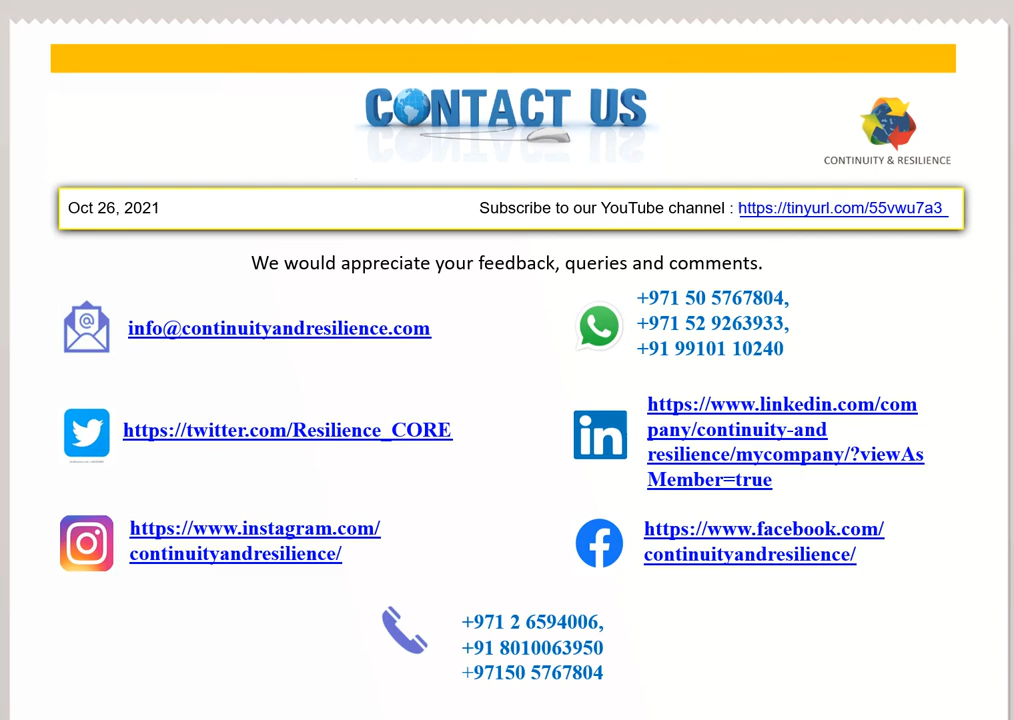 CONTACT US
CONTINUITY & RESILIENCE
Oct 26, 2021
Subscribe to our YouTube channel : https://tinyurl.com/55vwu7a3
We would appreciate your feedback, queries and comments.
info@continuityandresilience.com
+971 50 5767804,
+971 52 9263933,
+91 99101 10240
https://twitter.com/Resilience_CORE
https://www.linkedin.com/com
pany/continuity-and
resilience/mycompany/?viewAs
Member=true
https://www.instagram.com/
continuityandresilience/
https://www.facebook.com/
continuityandresilience/
+971 2 6594006,
+91 8010063950
+97150 5767804